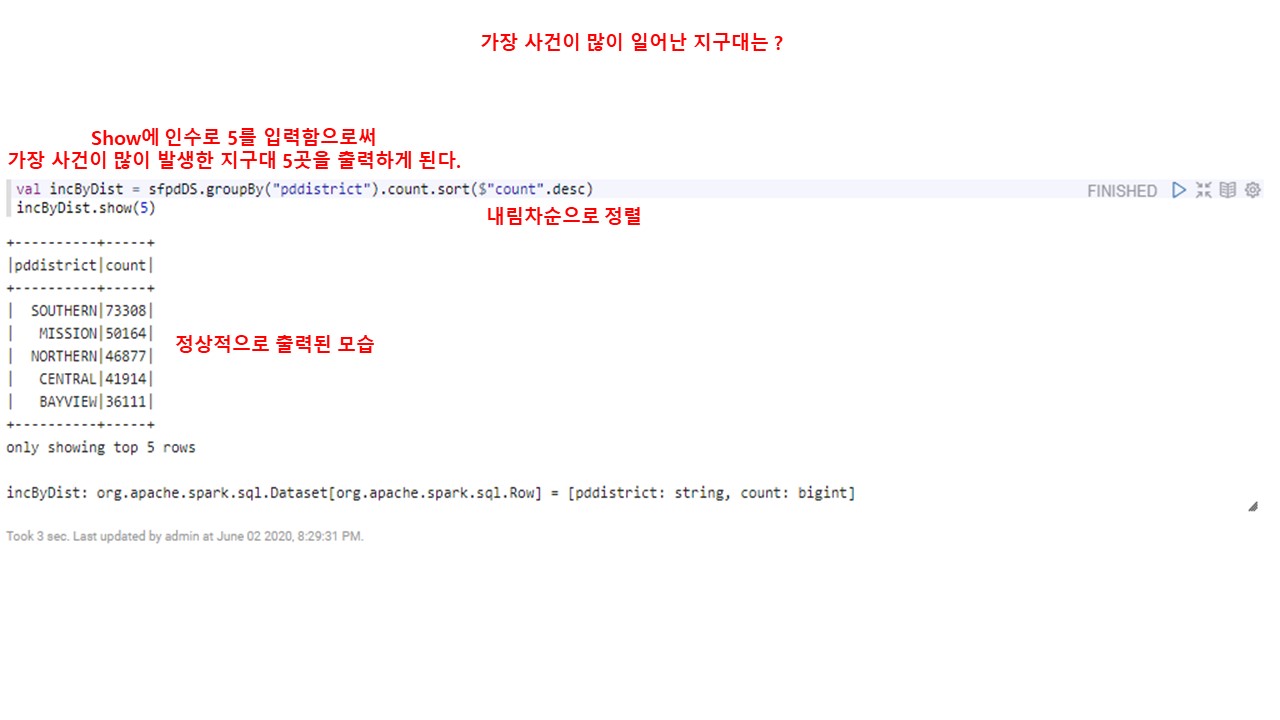 가장 사건이 많이 일어난 지구대는 ?
Show에 인수로 5를 입력함으로써
가장 사건이 많이 발생한 지구대 5곳을 출력하게 된다.
val incByDist = sfpdDS.groupBy("pddistrict").count.sort($"count".desc)
FINISHED
incByDist.show(5)
내림차순으로 정렬
+----------+-----+
|pddistrict|count|
+----------+-----+
|  SOUTHERN|73308|
|   MISSION|50164|
|  NORTHERN|46877|
|   CENTRAL|41914|
|   BAYVIEW|36111|
+----------+-----+
정상적으로 출력된 모습
only showing top 5 rows
incByDist: org.apache.spark.sql.Dataset[org.apache.spark.sql.Row] = [pddistrict: string, count: bigint]
Took 3 sec. Last updated by admin at June 02 2020, 8:29:31 PM.